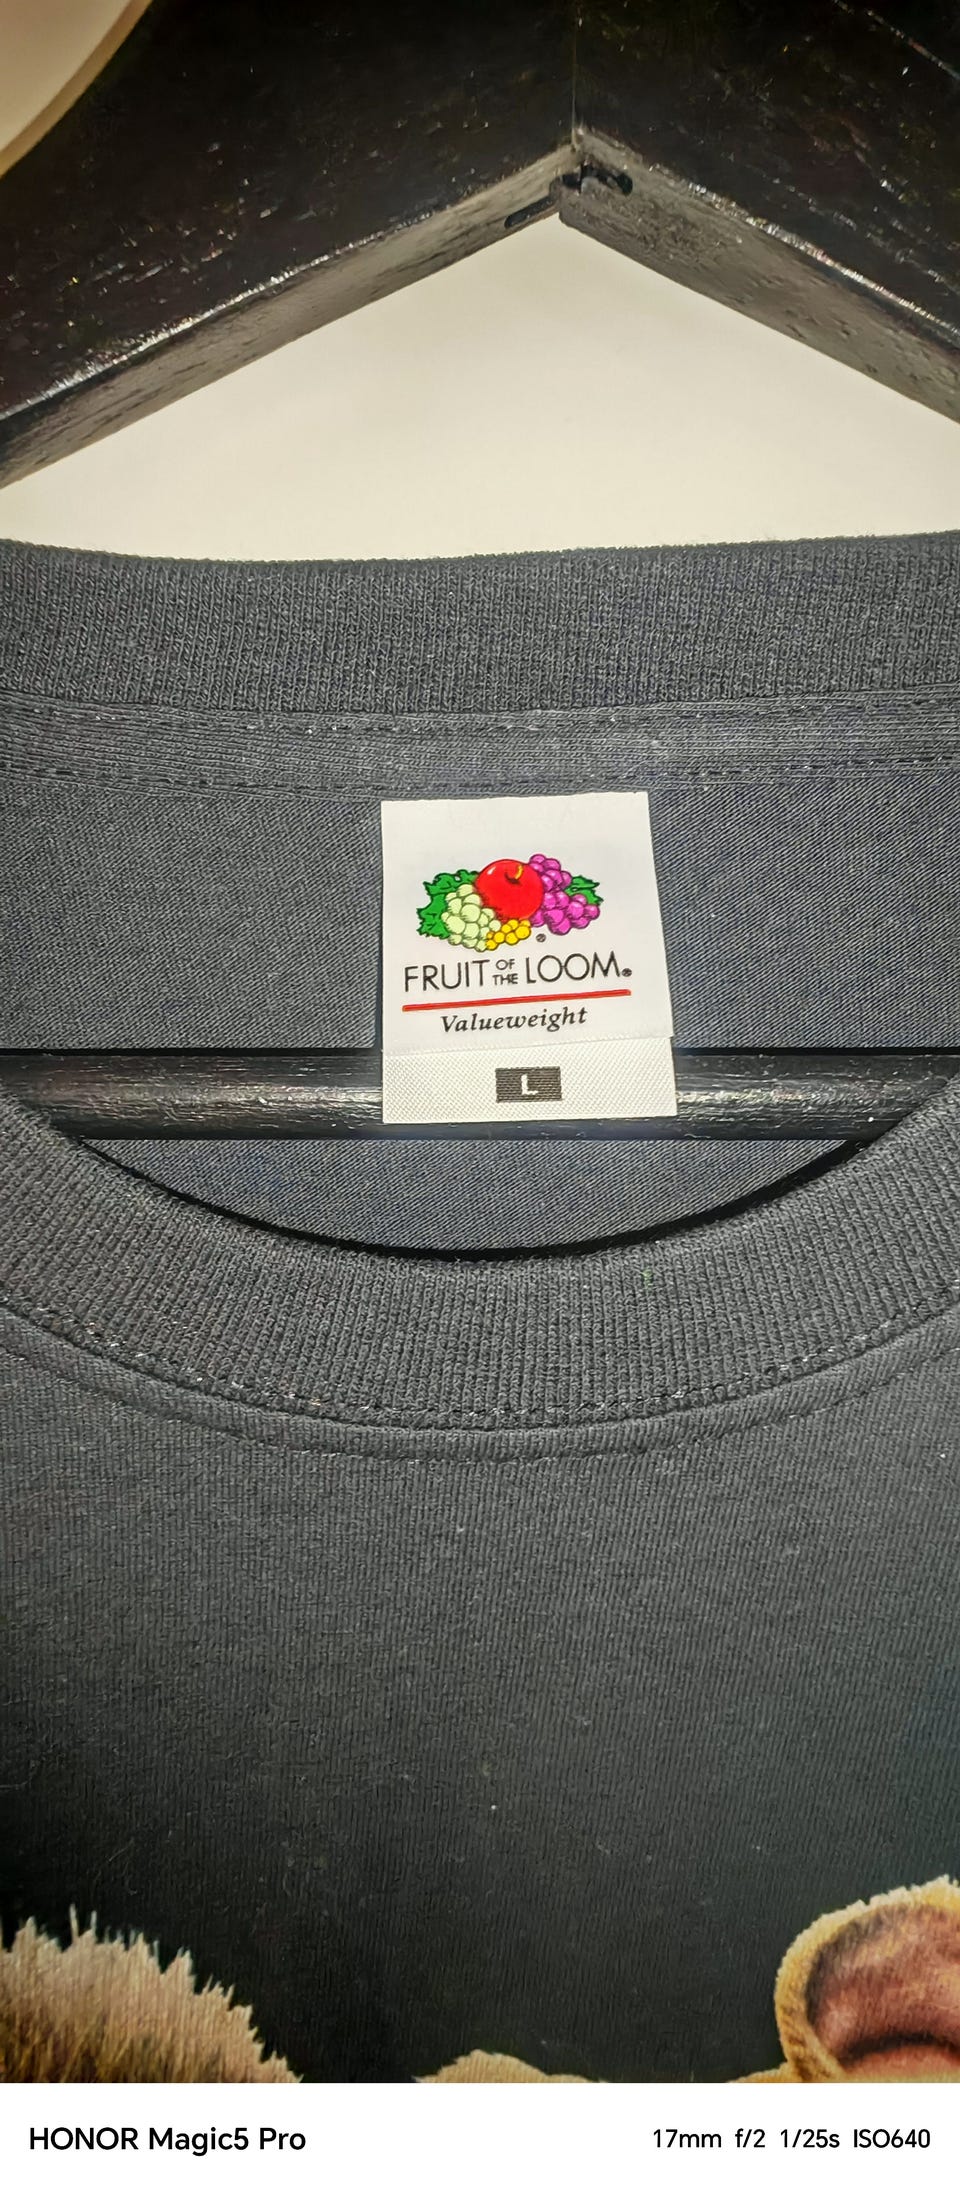 FRUIT OF THE LOOM®
Valueweight
L
HONOR Magic5 Pro
17mm f/2 1/25s ISO640